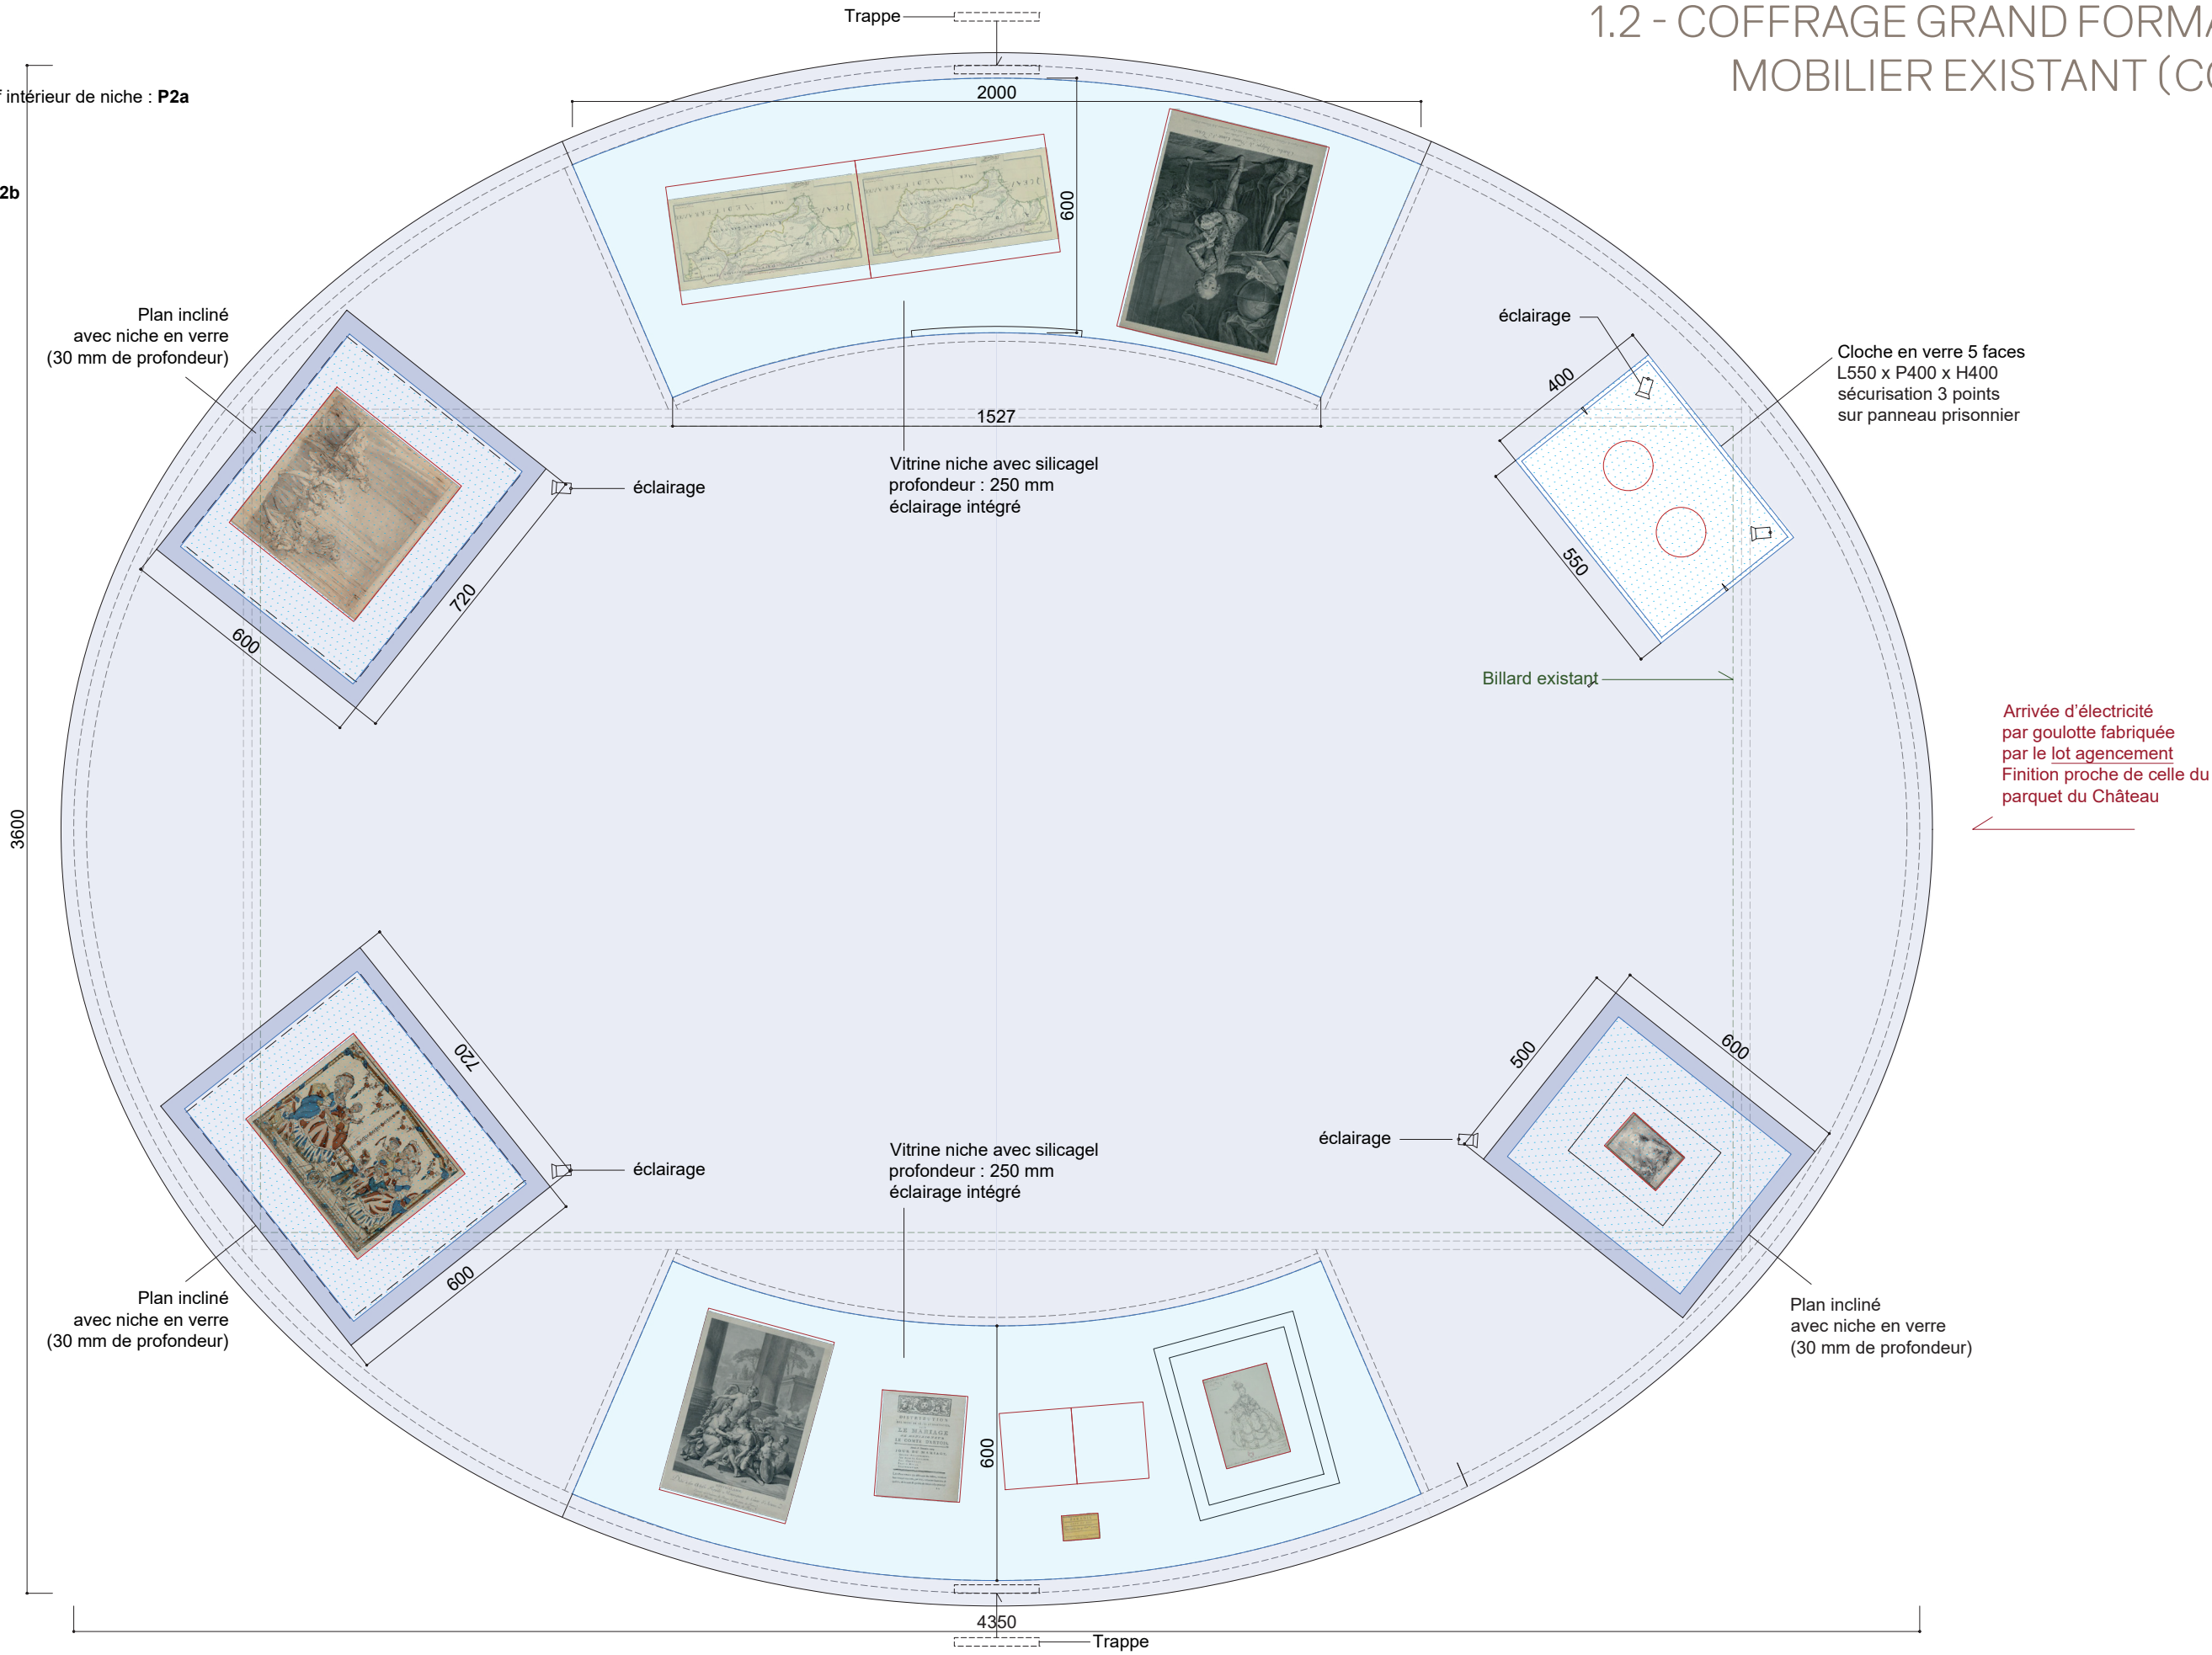 1.2 - COFFRAGE GRAND FORMA
MOBILIER EXISTANT (CO
Trappe
intérieur de niche : P2a
2b
2000
600
Plan incliné
avec niche en verre
(30 mm de profondeur)
éclairage
Cloche en verre 5 faces
L550 x P400 x H400
sécurisation 3 points
sur panneau prisonnier
400
1527
Vitrine niche avec silicagel
profondeur : 250 mm
éclairage intégré
éclairage
550
720
600
Billard existant
Arrivée d’électricité
par goulotte fabriquée
par le lot agencement
Finition proche de celle du
parquet du Château
3600
720
500
600
éclairage
Vitrine niche avec silicagel
profondeur : 250 mm
éclairage intégré
éclairage
600
Plan incliné
avec niche en verre
(30 mm de profondeur)
Plan incliné
avec niche en verre
(30 mm de profondeur)
LE MARIAGE
600
4350
Trappe